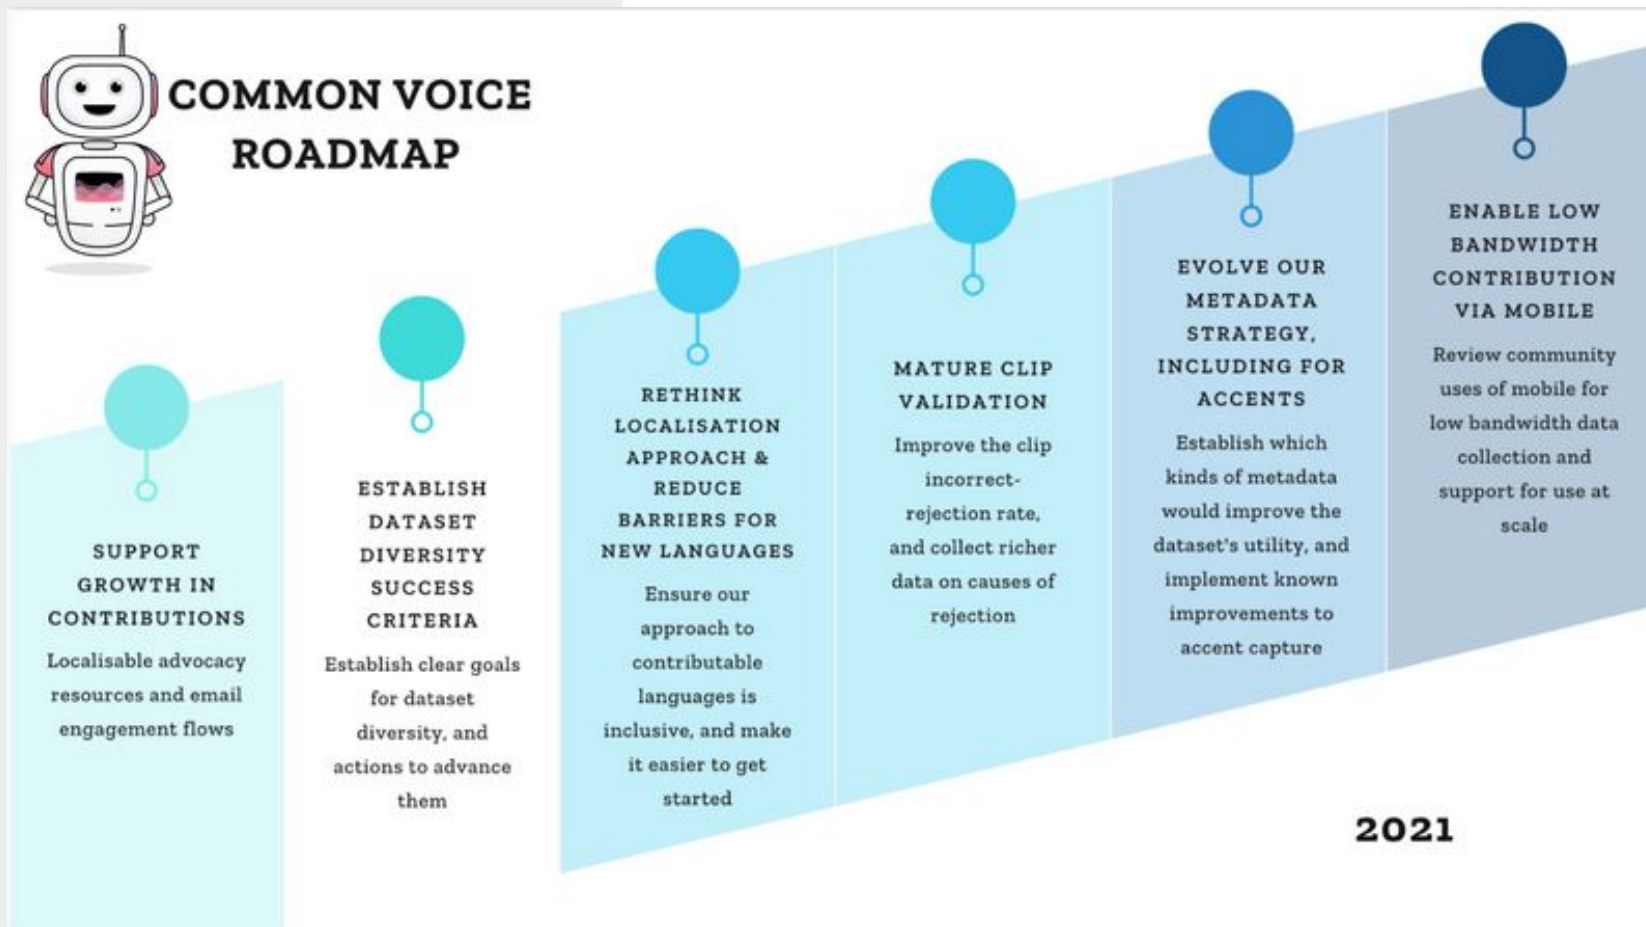 COMMON VOICE
ROADMAP
SUPPORT
GROWTH IN
CONTRIBUTIONS
Localisable advocacy
resources and email
engagement flows
ESTABLISH
DATASET
DIVERSITY
SUCCESS
CRITERIA
Establish clear goals
for dataset
diversity, and
actions to advance
them
RETHINK
LOCALISATION
APPROACH &
REDUCE
BARRIERS FOR
NEW LANGUAGES
Ensure our
approach to
contributable
languages is
inclusive, and make
it easier to get
started
MATURE CLIP
VALIDATION
Improve the clip
incorrect-
rejection rate,
and collect richer
data on causes of
rejection
EVOLVE OUR
METADATA
STRATEGY,
INCLUDING FOR
ACCENTS
Establish which
kinds of metadata
would improve the
dataset's utility, and
implement known
improvements to
accent capture
ENABLE LOW
BANDWIDTH
CONTRIBUTION
VIA MOBILE
Review community
uses of mobile for
low bandwidth data
collection and
support for use at
scale
2021